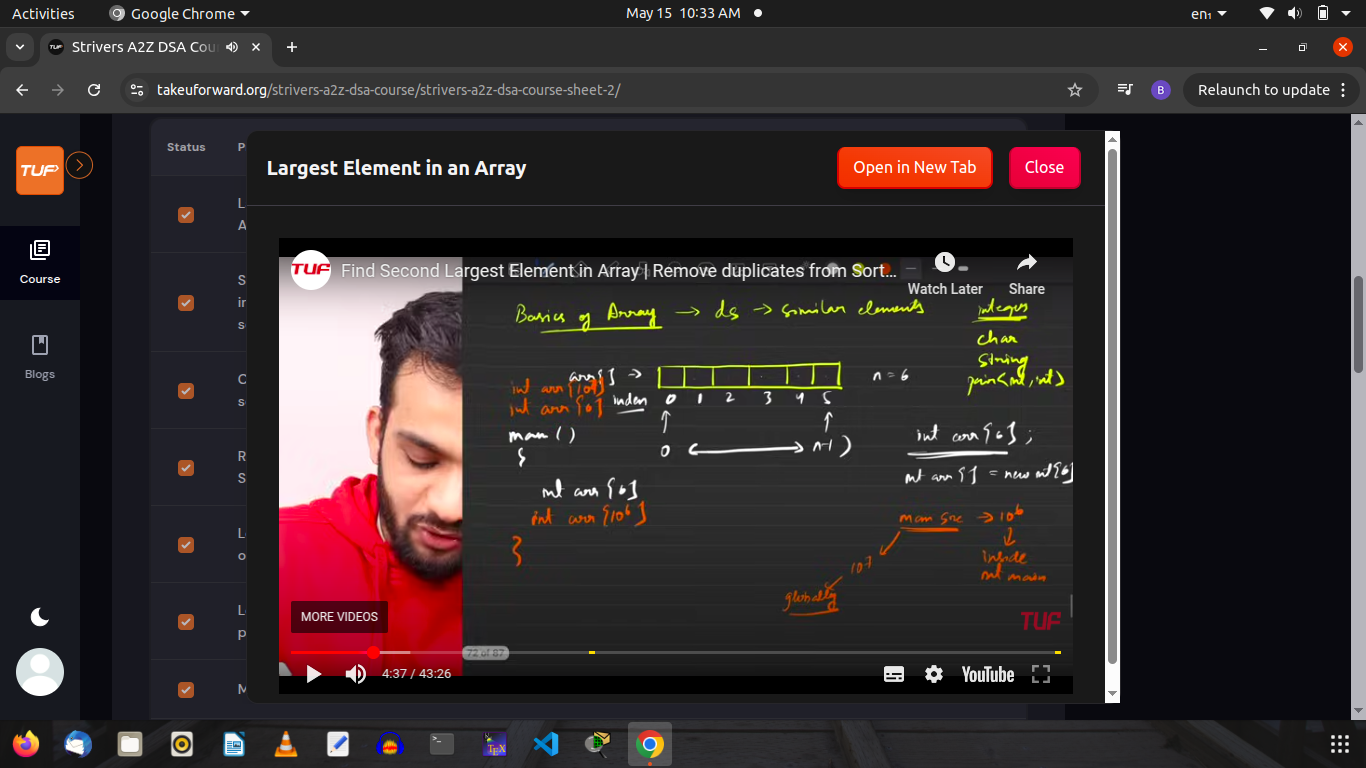 Activities Google Chrome May 15 10:33 AM en₁
Strivers A2Z DSA Cou
takeuforward.org/strivers-a2z-dsa-course/strivers-a2z-dsa-course-sheet-2/ B Relaunch to update
TUF
Course
Blogs
Status P
L
A
S
in
s
C
s
R
S
L
o
L
p
M
Largest Element in an Array Open in New Tab Close
TUF Find Second Largest Element in Array | Remove duplicates from Sort...
Watch Later Share
Basics of Array → ds → similar elements
integers
char
string
pair<int, int>
arr[] → n = 6
int arr[10⁷]
int arr[6] index 0 1 2 3 4 5
main ()
{
0 n-1)
int arr[6];
int arr[] = new int[6]
int arr[6]
int arr[10⁶]
}
max size → 10⁶
inside
int main
10⁷
globally
TUF
MORE VIDEOS
72 of 87
4:37 / 43:26 YouTube